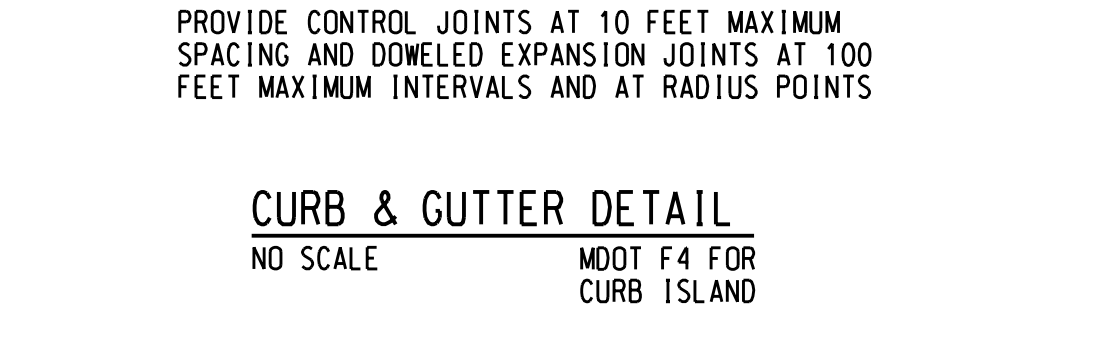 PROVIDE CONTROL JOINTS AT 10 FEET MAXIMUM
SPACING AND DOWELED EXPANSION JOINTS AT 100
FEET MAXIMUM INTERVALS AND AT RADIUS POINTS
CURB & GUTTER DETAIL
NO SCALE
MDOT F4 FOR
CURB ISLAND